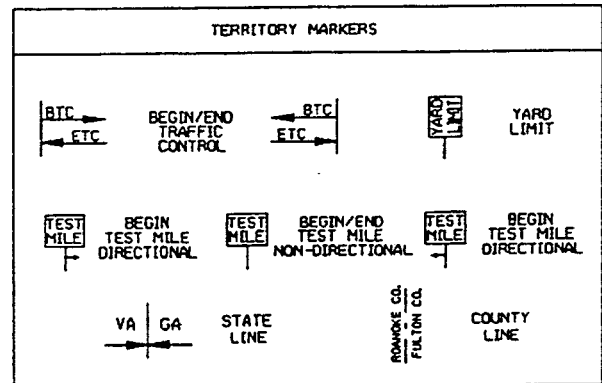 TERRITORY MARKERS
BTC
ETC
BEGIN/END
TRAFFIC
CONTROL
BTC
ETC
YARD
LIMIT
YARD
LIMIT
TEST
MILE
BEGIN
TEST MILE
DIRECTIONAL
TEST
MILE
BEGIN/END
TEST MILE
NON-DIRECTIONAL
TEST
MILE
BEGIN
TEST MILE
DIRECTIONAL
VA GA
STATE
LINE
ROANOKE CO.
FULTON CO.
COUNTY
LINE